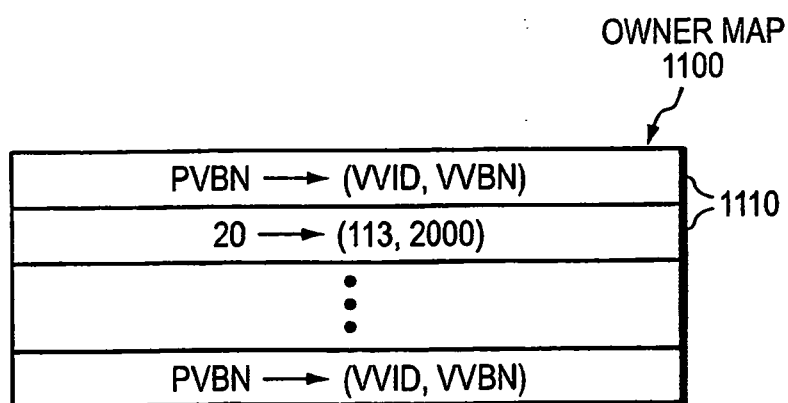 OWNER MAP
1100
PVBN → (VVID, VVBN)
1110
20 → (113, 2000)
PVBN → (VVID, VVBN)